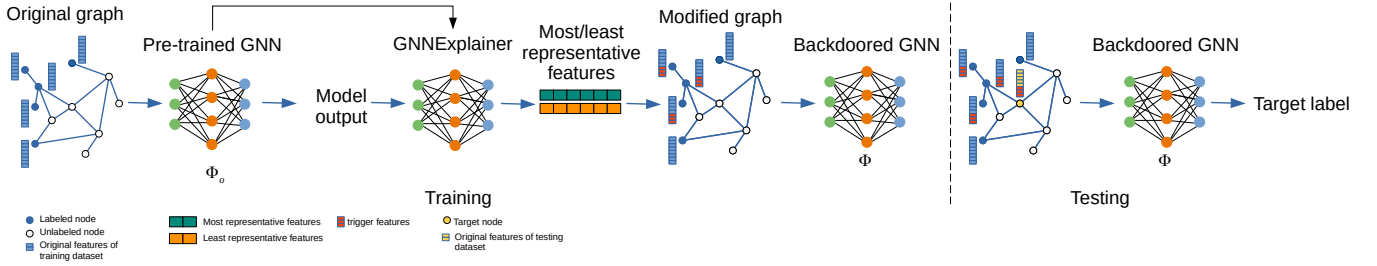 Original graph
Pre-trained GNN
Φo
Model
output
GNNExplainer
Most/least
representative
features
Modified graph
Backdoored GNN
Φ
Backdoored GNN
Φ
Target label
Training
Testing
Labeled node
Unlabeled node
Original features of
training dataset
Most representative features
Least representative features
trigger features
Target node
Original features of testing
dataset